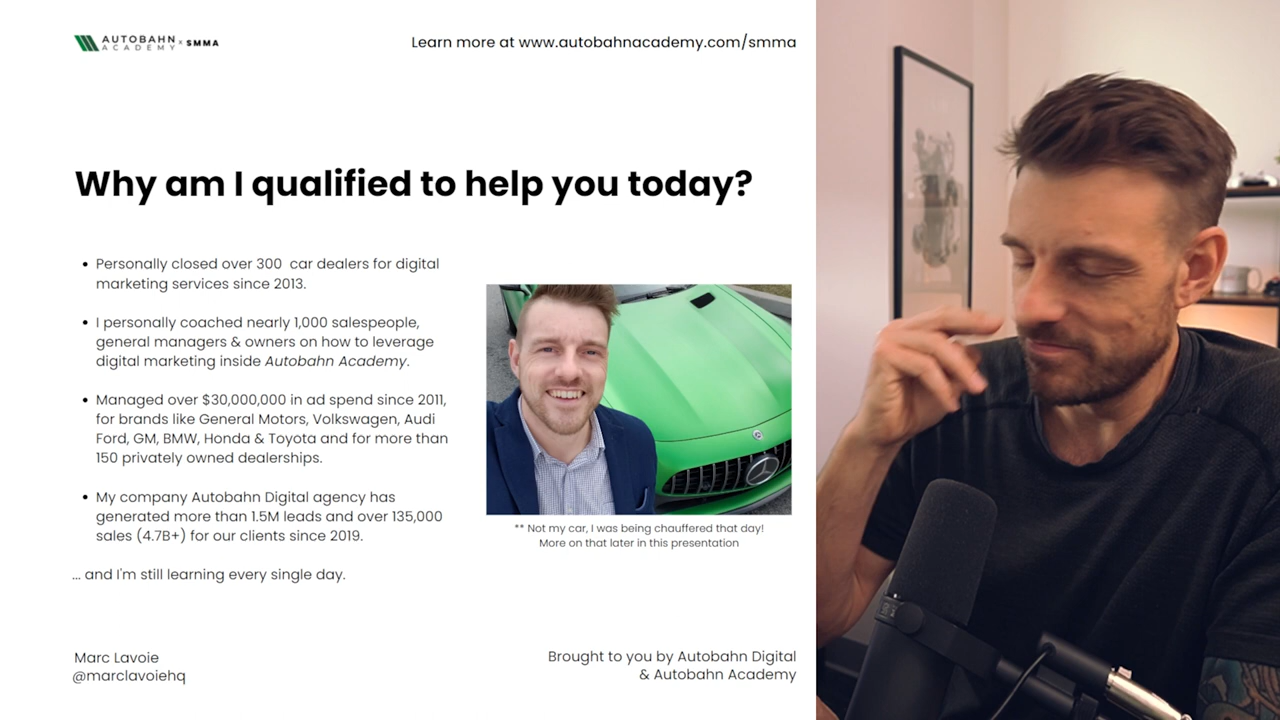 AUTOBAHN
ACADEMY x SMMA
Learn more at www.autobahnacademy.com/smma
Why am I qualified to help you today?
• Personally closed over 300  car dealers for digital
marketing services since 2013.
• I personally coached nearly 1,000 salespeople,
general managers & owners on how to leverage
digital marketing inside Autobahn Academy.
• Managed over $30,000,000 in ad spend since 2011,
for brands like General Motors, Volkswagen, Audi
Ford, GM, BMW, Honda & Toyota and for more than
150 privately owned dealerships.
• My company Autobahn Digital agency has
generated more than 1.5M leads and over 135,000
sales (4.7B+) for our clients since 2019.
... and I'm still learning every single day.
** Not my car, I was being chauffered that day!
More on that later in this presentation
Marc Lavoie
@marclavoiehq
Brought to you by Autobahn Digital
& Autobahn Academy